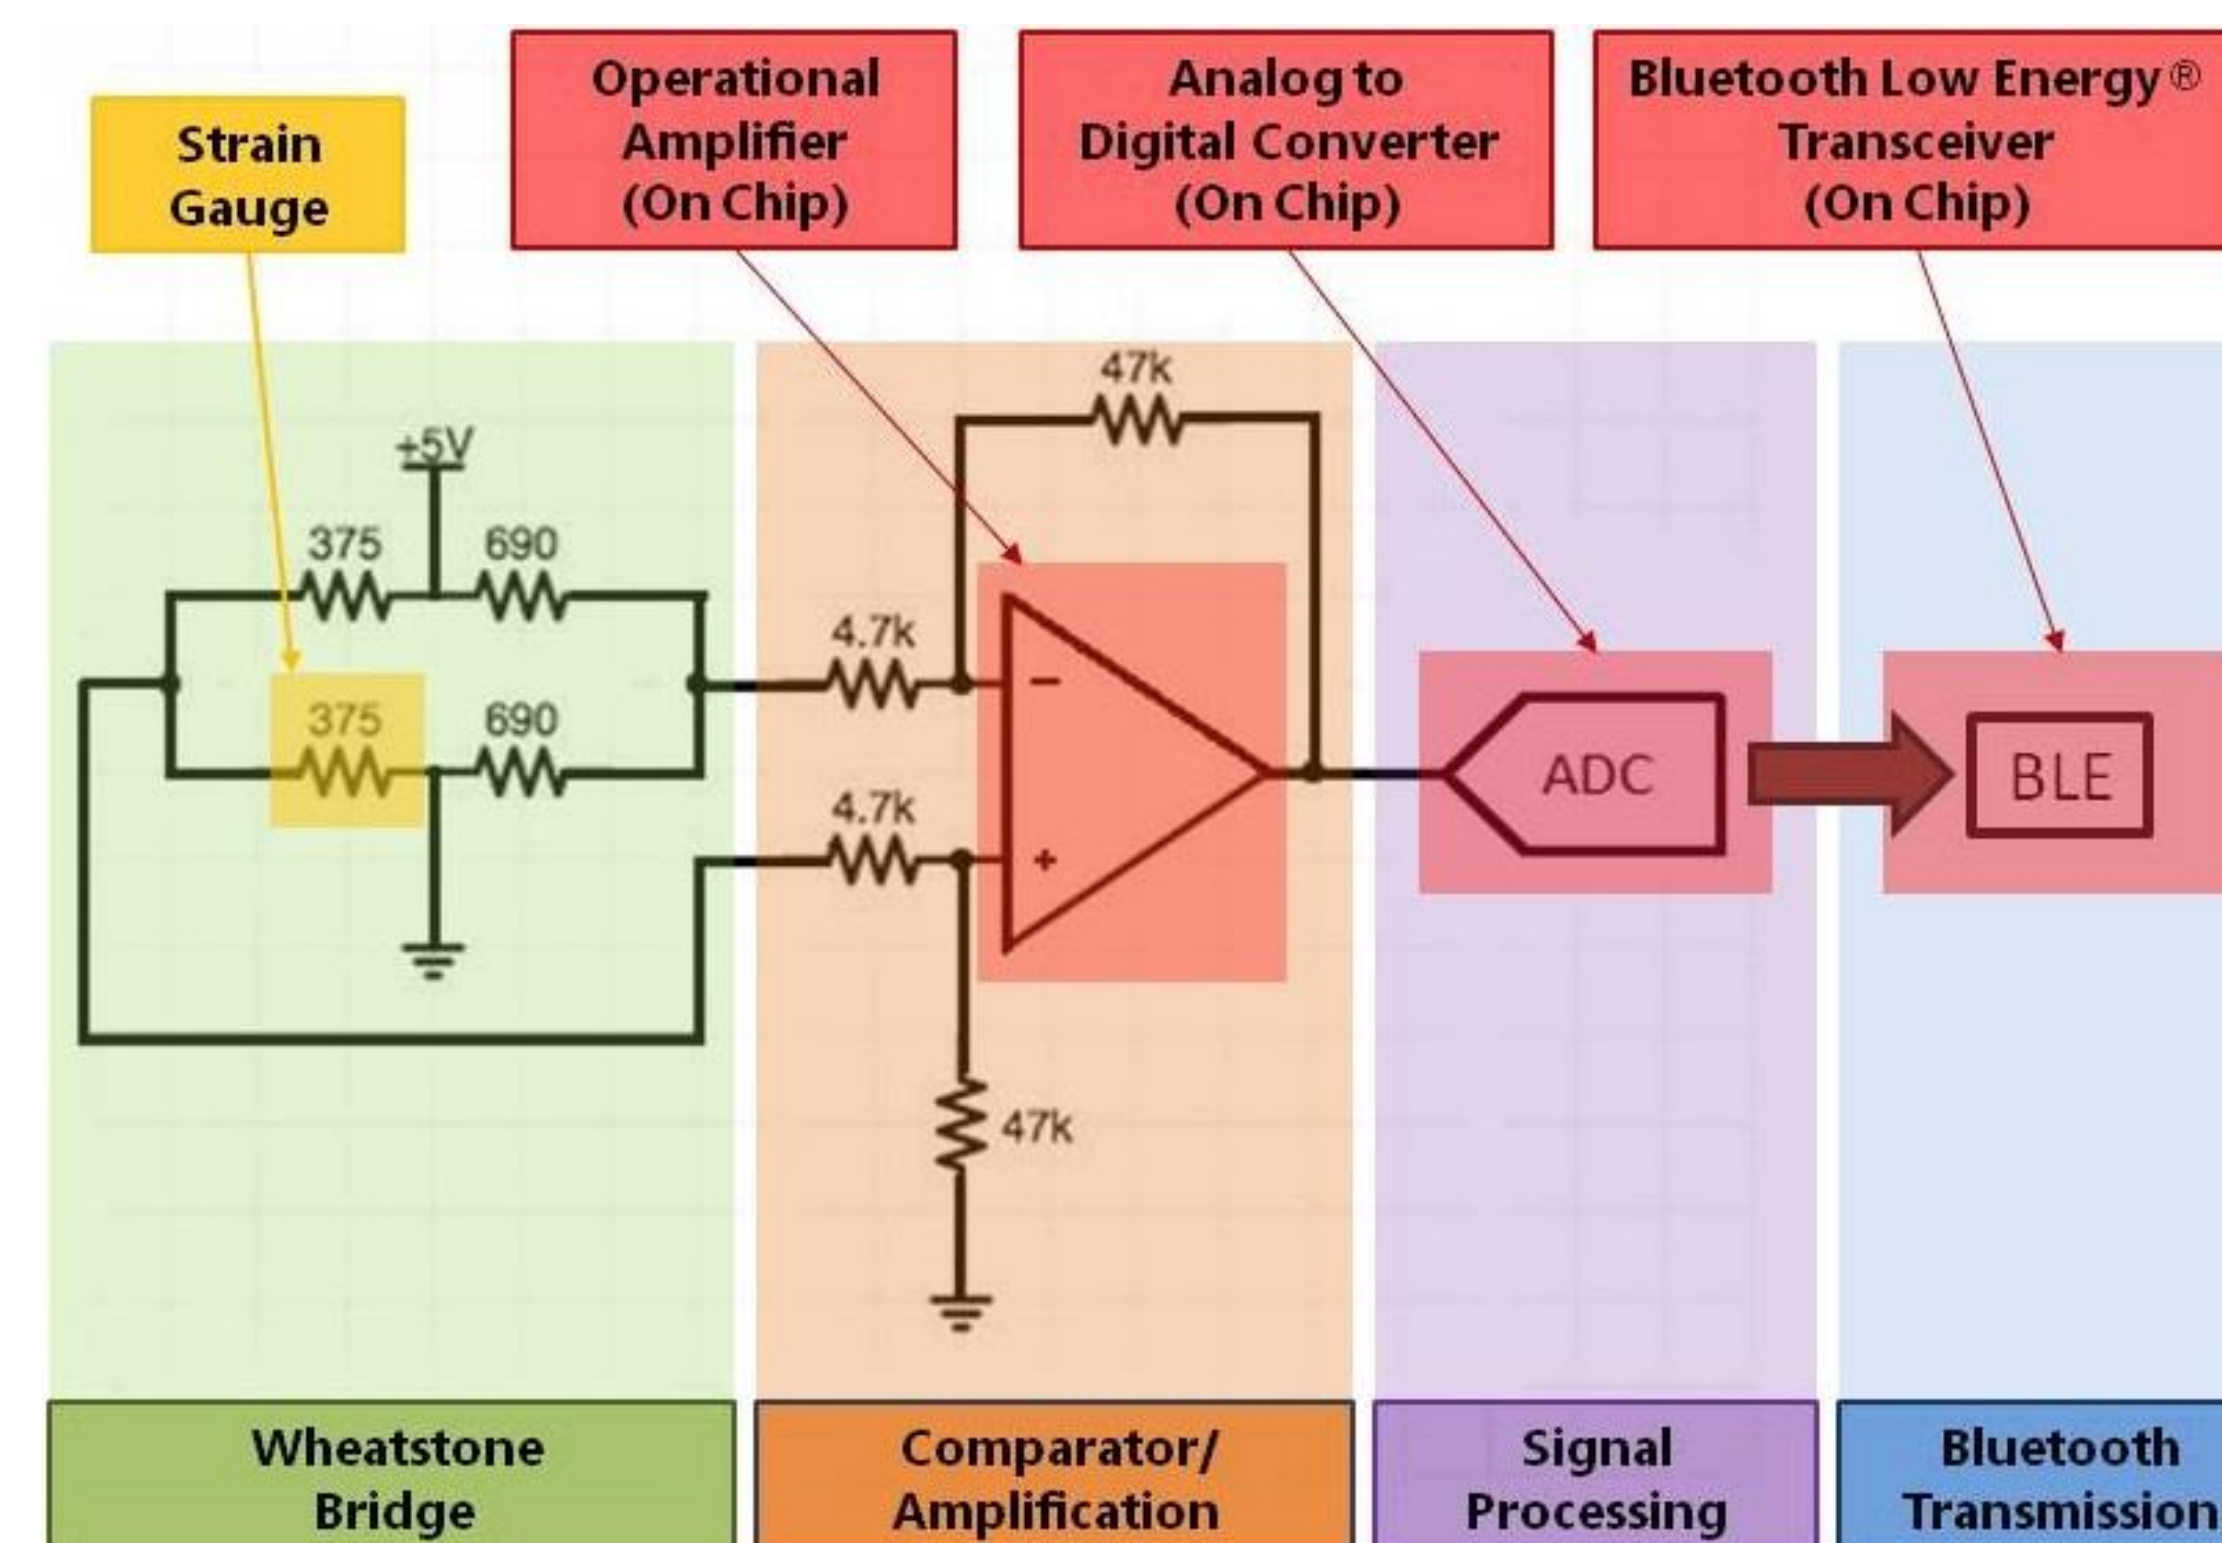 Strain
Gauge
Operational
Amplifier
(On Chip)
Analog to
Digital Converter
(On Chip)
Bluetooth Low Energy ®
Transceiver
(On Chip)
+5V
375
690
375
690
47k
4.7k
−
4.7k
+
47k
ADC
BLE
Wheatstone
Bridge
Comparator/
Amplification
Signal
Processing
Bluetooth
Transmission